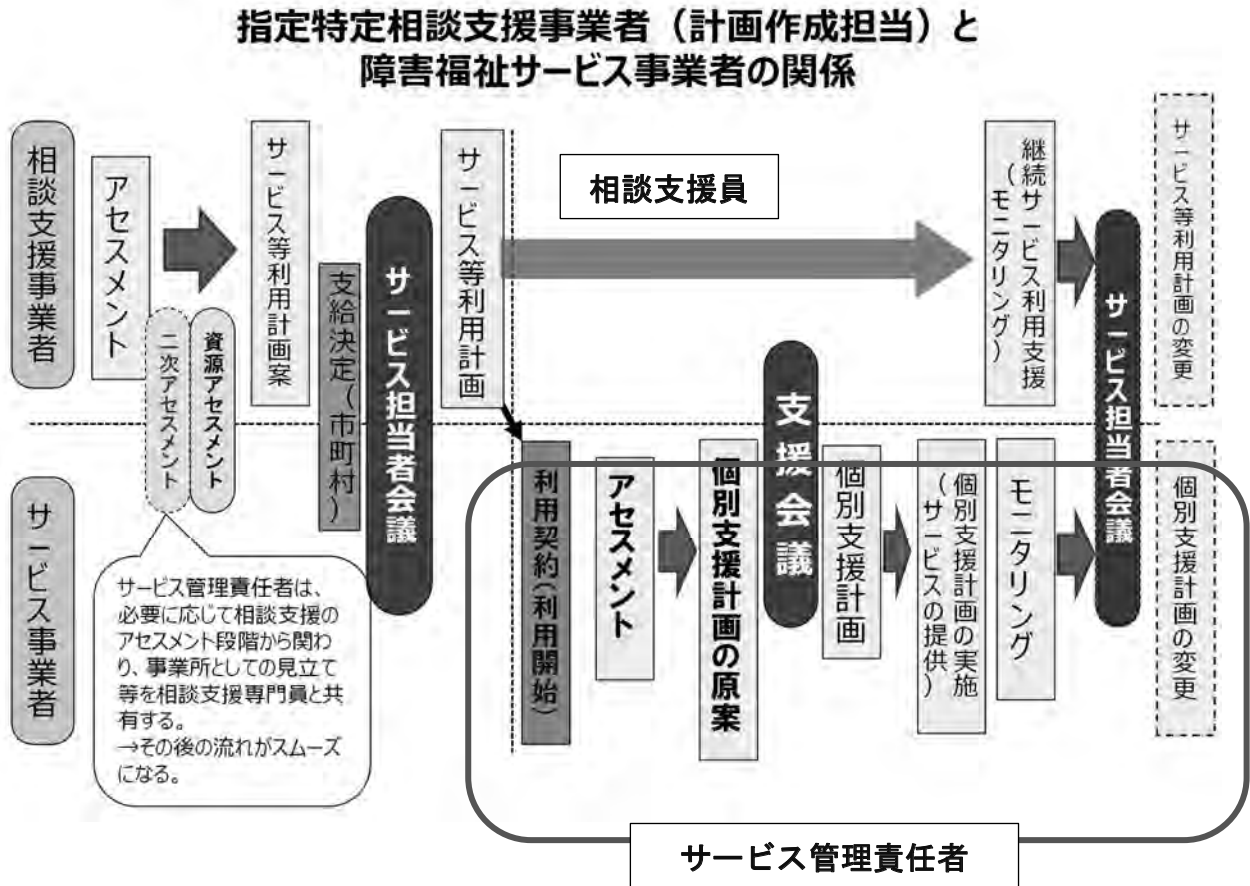 指定特定相談支援事業者（計画作成担当）と
障害福祉サービス事業者の関係
相談支援事業者
アセスメント
二次アセスメント
資源アセスメント
サービス等利用計画案
支給決定（市町村）
サービス担当者会議
サービス等利用計画
相談支援員
継続サービス利用支援
（モニタリング）
サービス担当者会議
サービス等利用計画の変更
サービス事業者
サービス管理責任者は、
必要に応じて相談支援の
アセスメント段階から関わ
り、事業所としての見立て
等を相談支援専門員と共
有する。
→その後の流れがスムーズ
になる。
利用契約（利用開始）
アセスメント
個別支援計画の原案
支援会議
個別支援計画
個別支援計画の実施
（サービスの提供）
モニタリング
個別支援計画の変更
サービス管理責任者